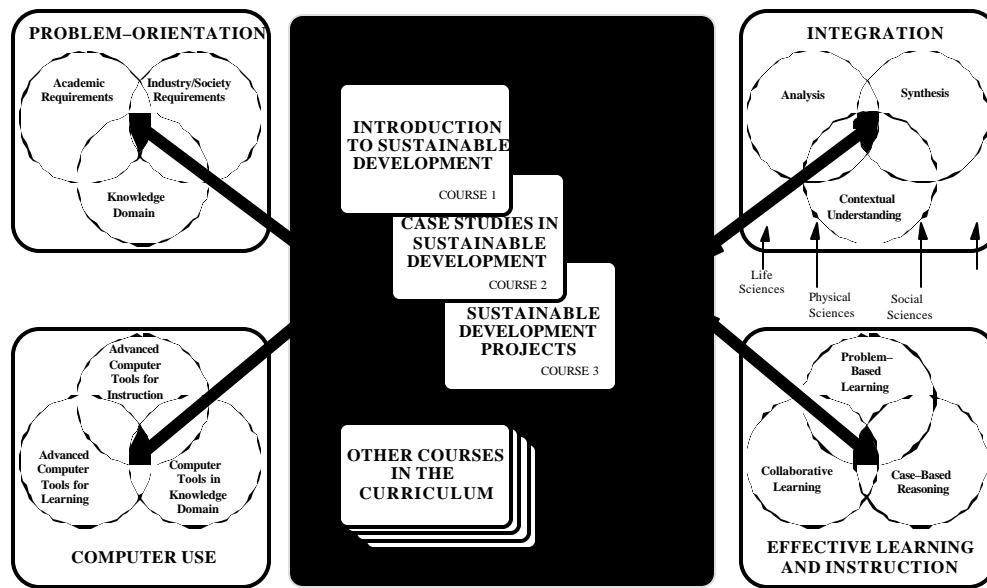 PROBLEM–ORIENTATION
Academic
Requirements
Industry/Society
Requirements
Knowledge
Domain
INTRODUCTION
TO SUSTAINABLE
DEVELOPMENT
COURSE 1
CASE STUDIES IN
SUSTAINABLE
DEVELOPMENT
COURSE 2
SUSTAINABLE
DEVELOPMENT
PROJECTS
COURSE 3
OTHER COURSES
IN THE
CURRICULUM
INTEGRATION
Analysis
Synthesis
Contextual
Understanding
Life
Sciences
Physical
Sciences
Social
Sciences
Advanced
Computer
Tools for
Instruction
Advanced
Computer
Tools for
Learning
Computer
Tools in
Knowledge
Domain
COMPUTER USE
Problem–
Based
Learning
Collaborative
Learning
Case–Based
Reasoning
EFFECTIVE LEARNING
AND INSTRUCTION